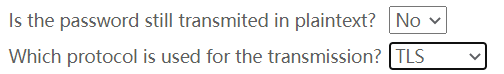 Is the password still transmited in plaintext? No
Which protocol is used for the transmission? TLS